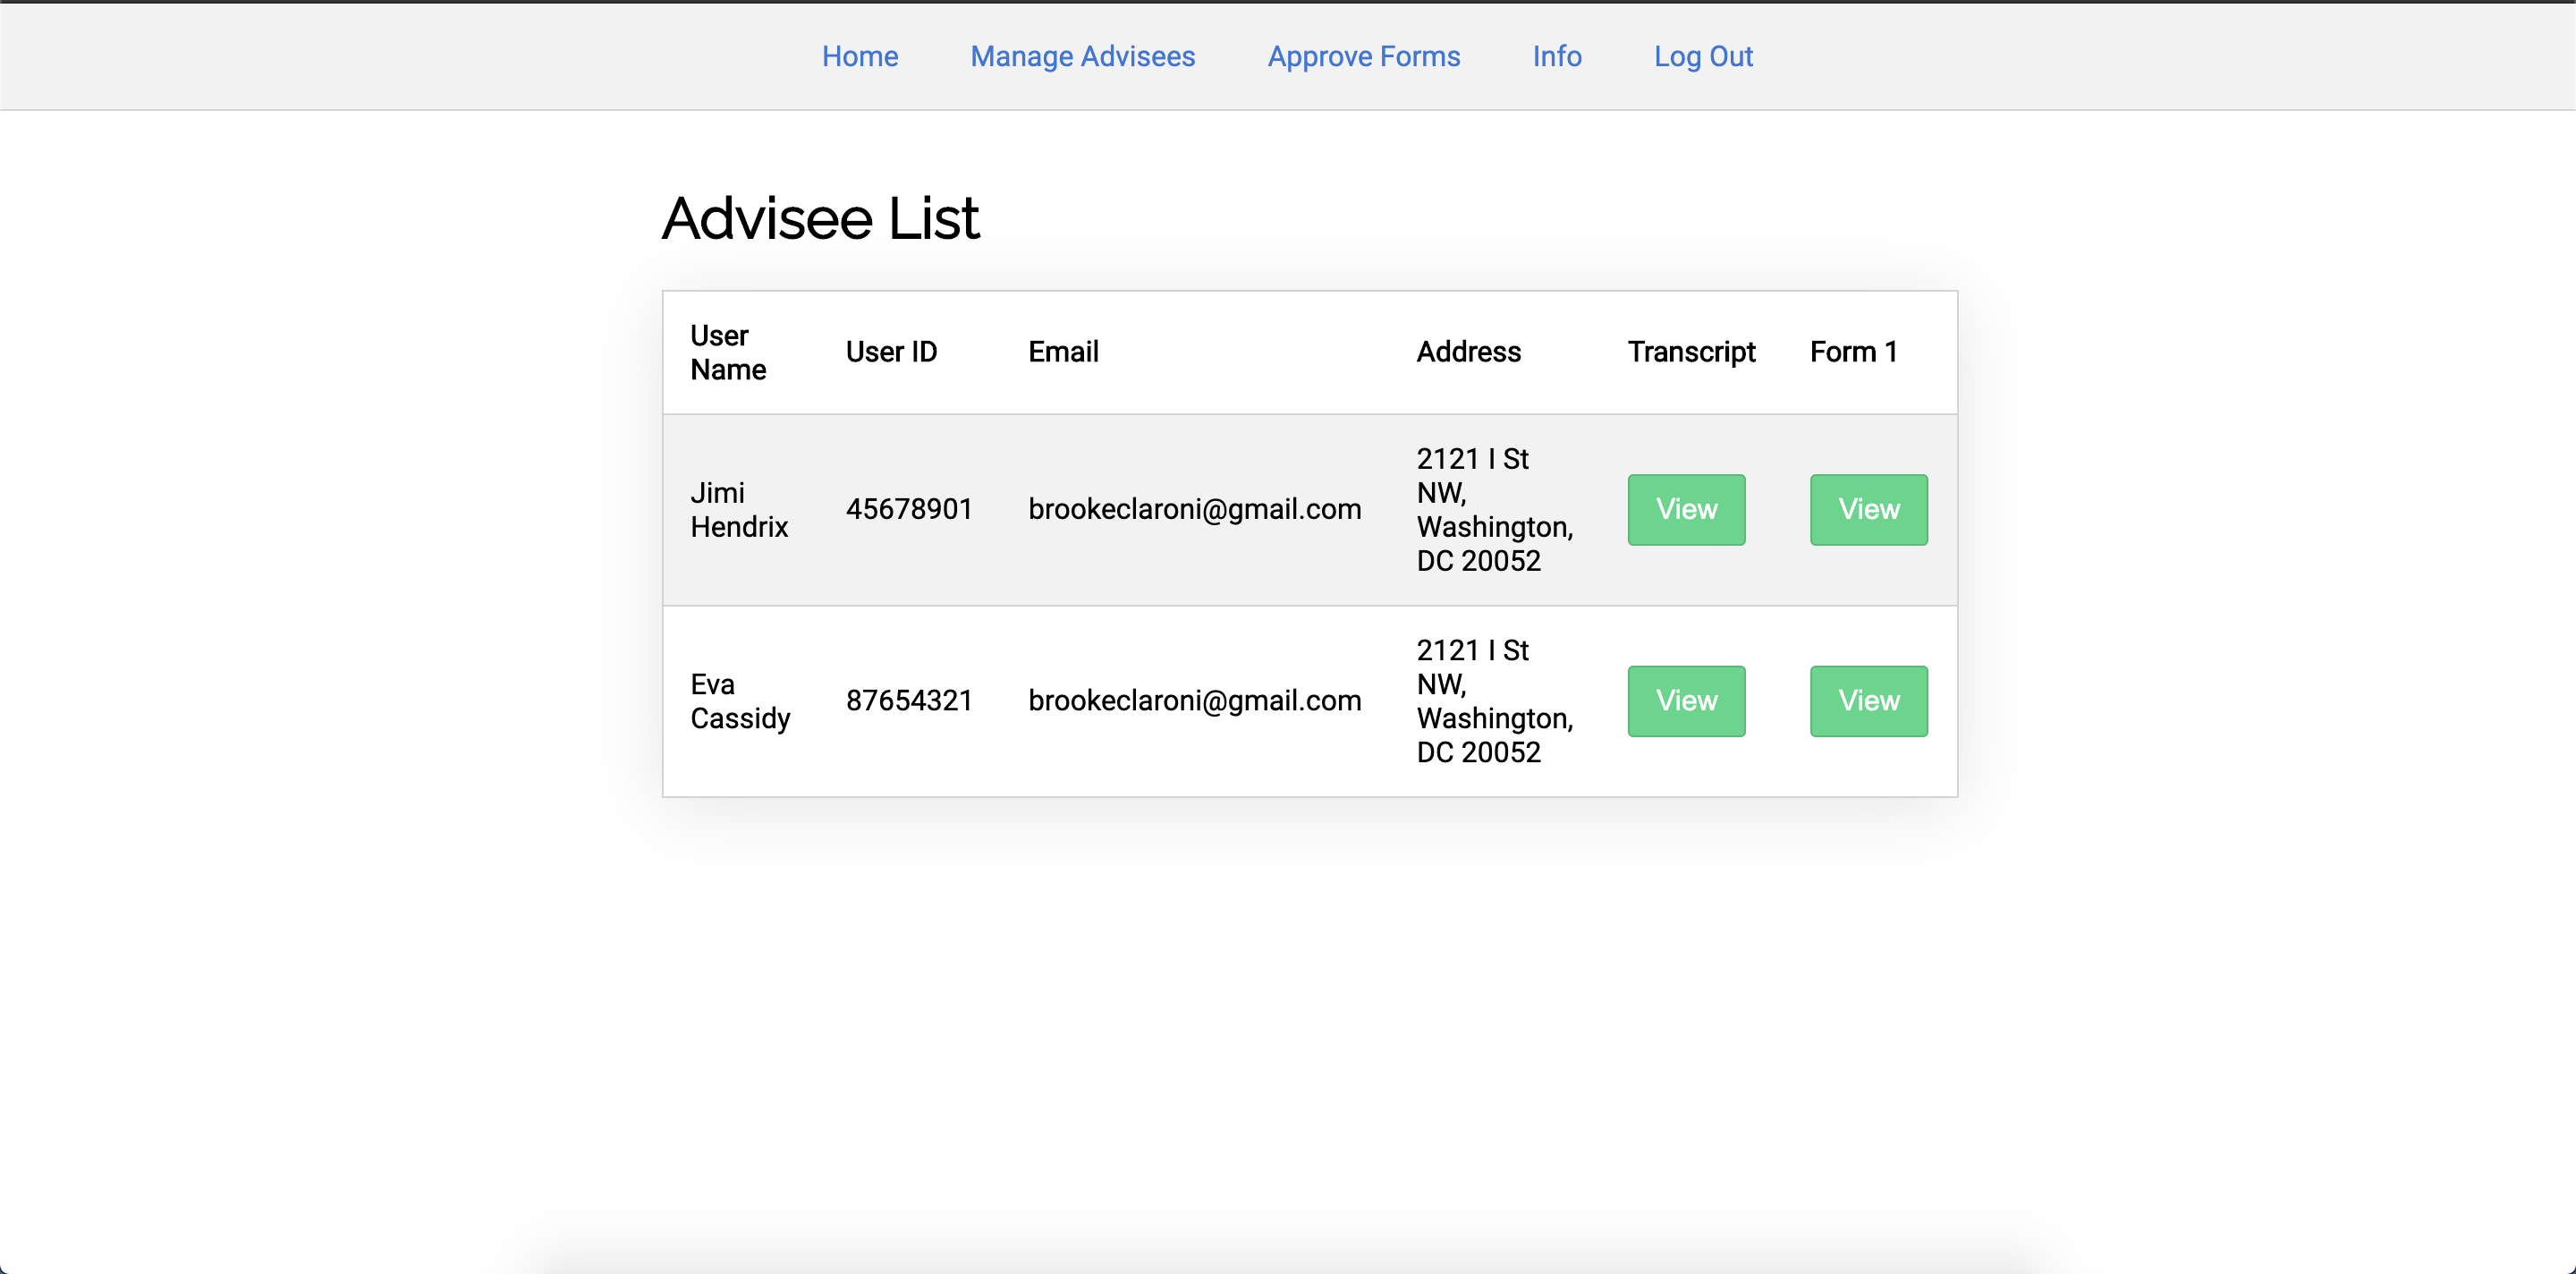 Home Manage Advisees Approve Forms Info Log Out
Advisee List
User Name User ID Email Address Transcript Form 1
Jimi Hendrix 45678901 brookeclaroni@gmail.com 2121 I St NW, Washington, DC 20052 View View
Eva Cassidy 87654321 brookeclaroni@gmail.com 2121 I St NW, Washington, DC 20052 View View